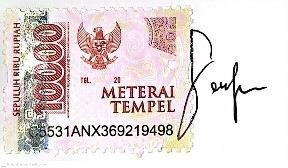 SEPULUH RIBU RUPIAH
10000
TGL. 20
METERAI
TEMPEL
5531ANX369219498